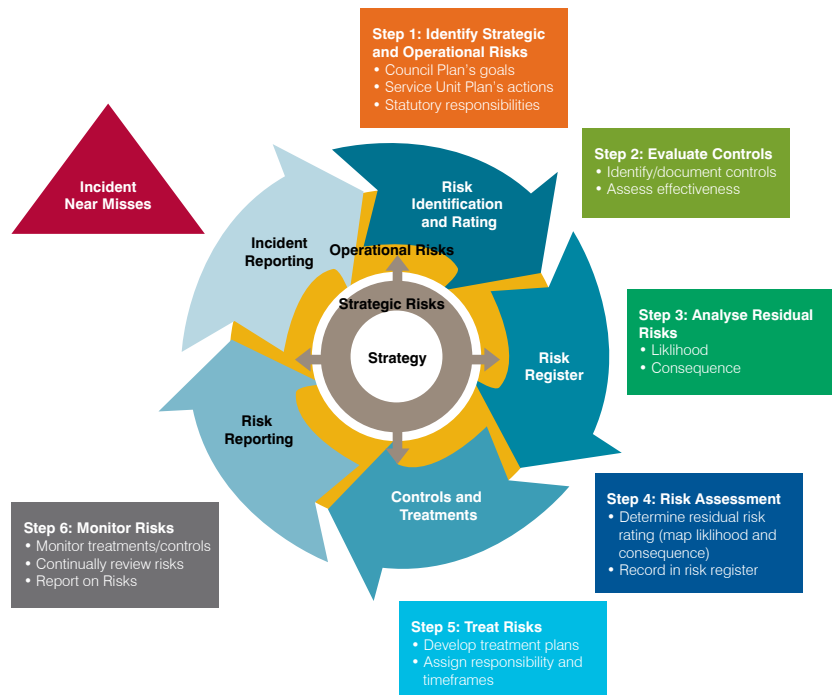 Step 1: Identify Strategic
and Operational Risks
• Council Plan's goals
• Service Unit Plan's actions
• Statutory responsibilities
Step 2: Evaluate Controls
• Identify/document controls
• Assess effectiveness
Step 3: Analyse Residual
Risks
• Liklihood
• Consequence
Step 4: Risk Assessment
• Determine residual risk
rating (map liklihood and
consequence)
• Record in risk register
Step 5: Treat Risks
• Develop treatment plans
• Assign responsibility and
timeframes
Step 6: Monitor Risks
• Monitor treatments/controls
• Continually review risks
• Report on Risks
Incident
Near Misses
Risk
Identification
and Rating
Risk
Register
Controls and
Treatments
Risk
Reporting
Incident
Reporting
Operational Risks
Strategic Risks
Strategy